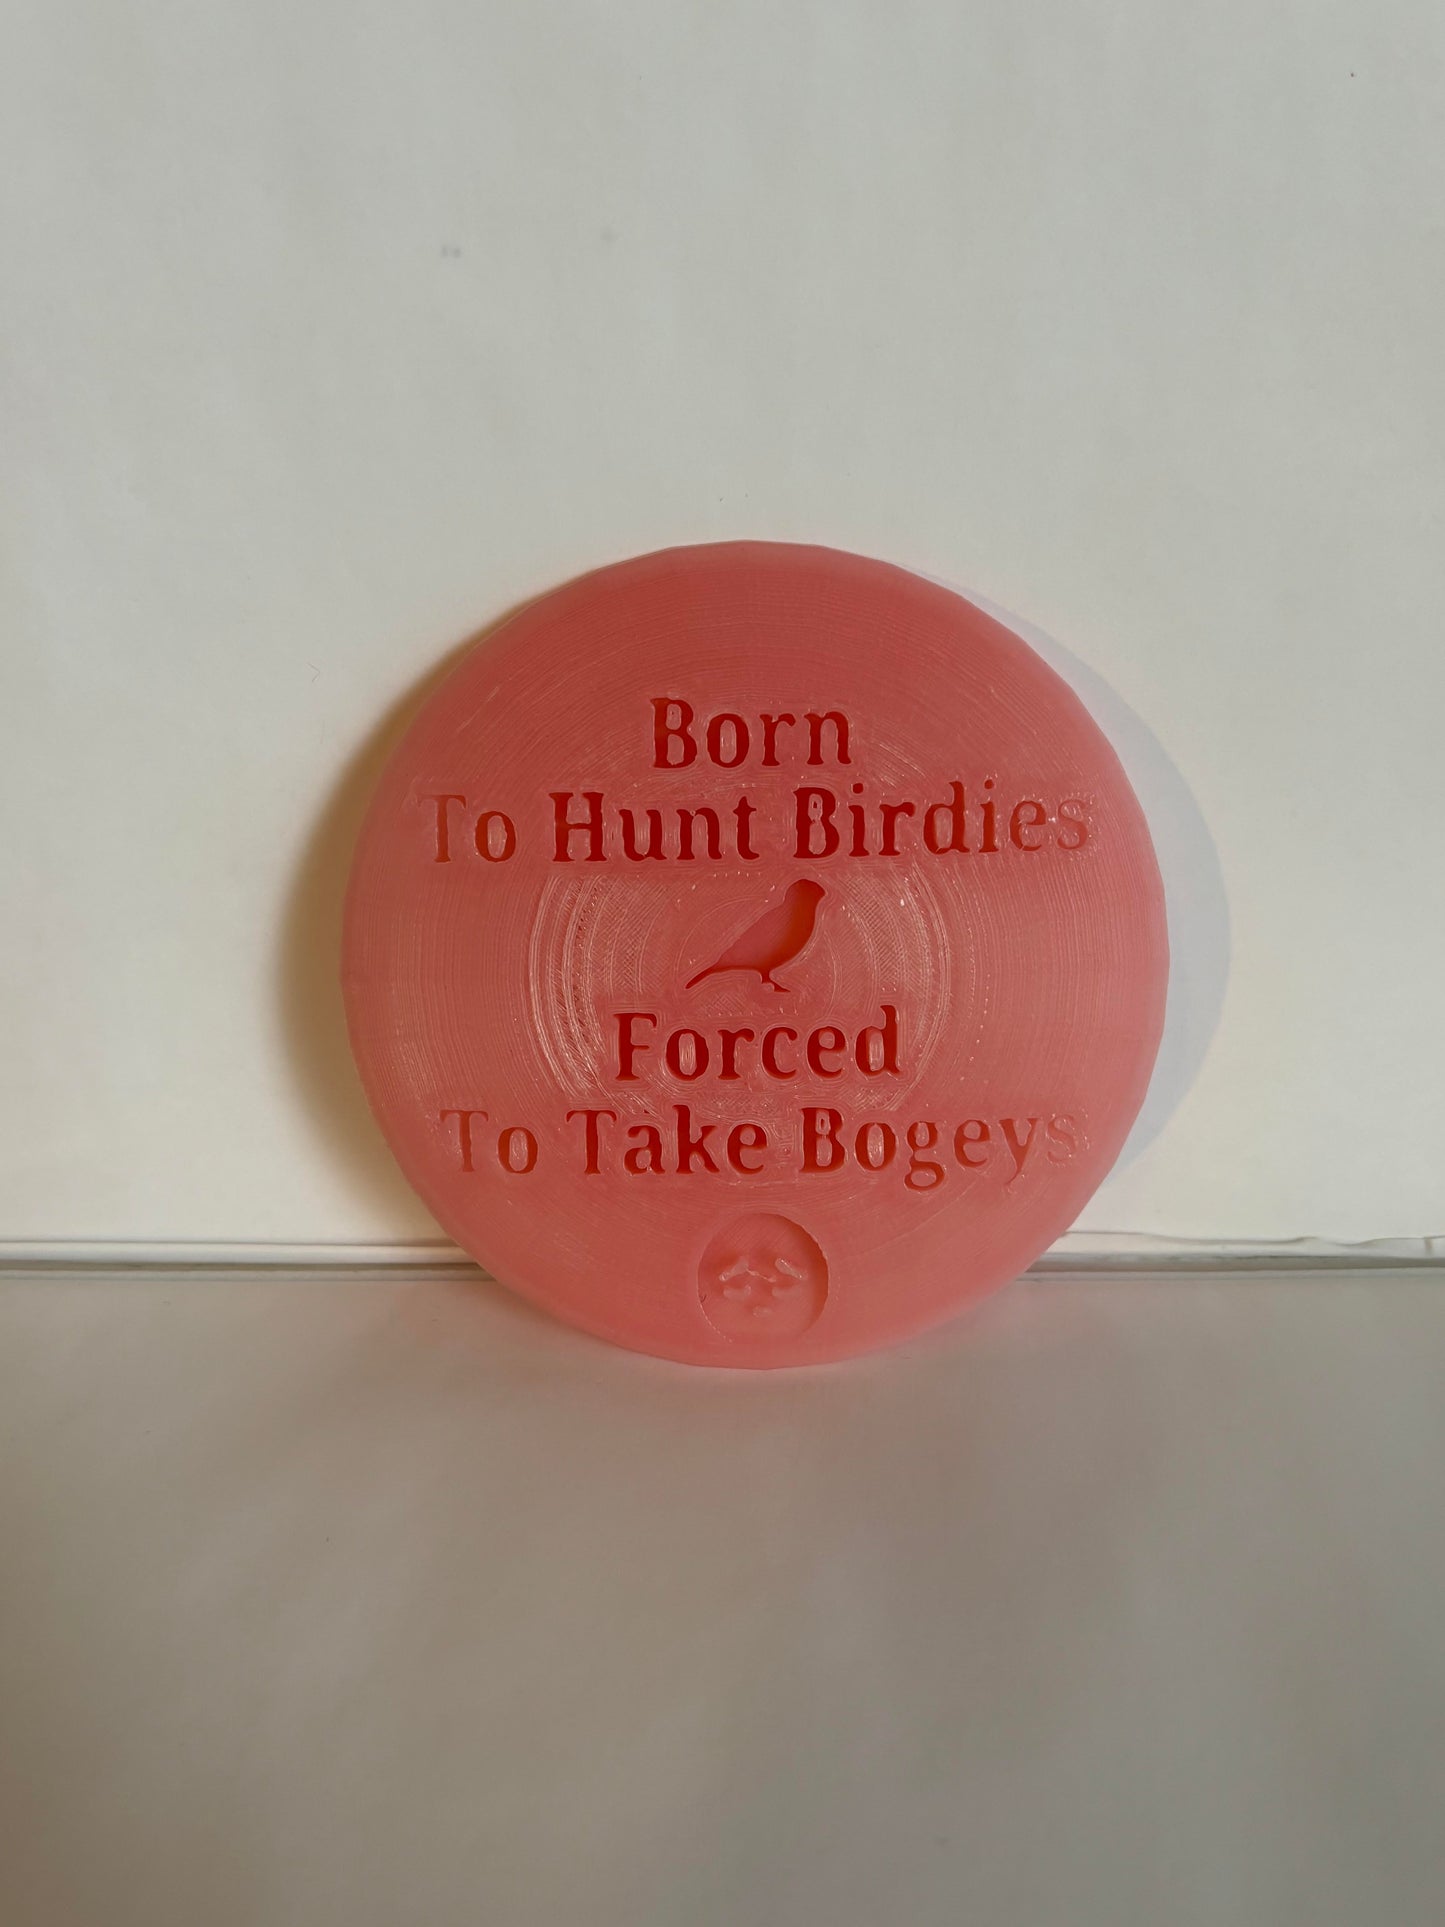 Born
To Hunt Birdies
Forced
To Take Bogeys